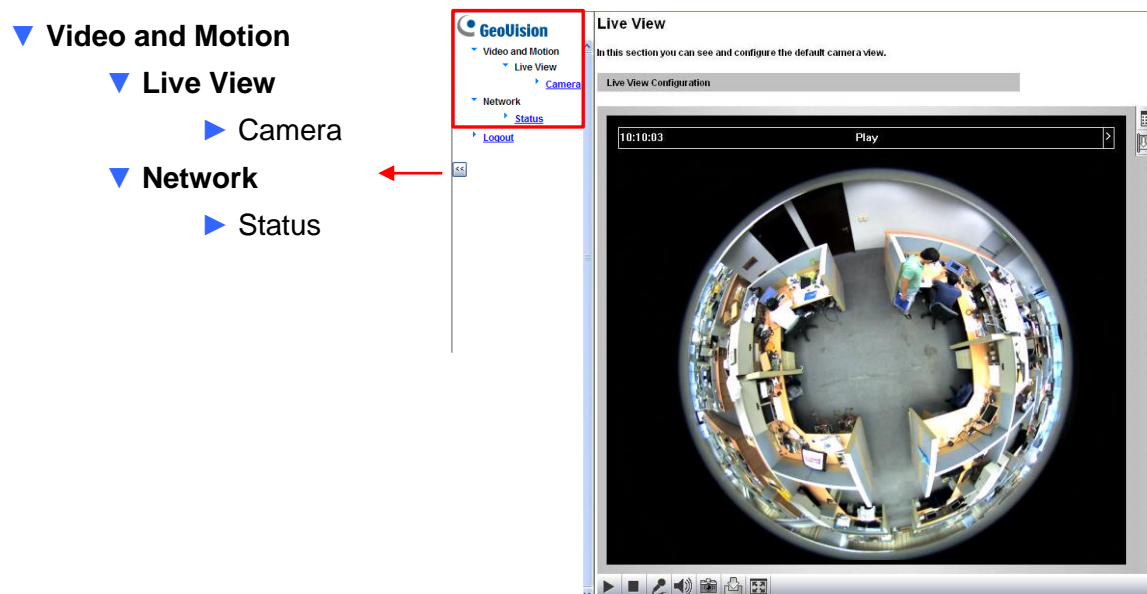 Video and Motion
Live View
Camera
Network
Status
GeoVision
Video and Motion
Live View
Camera
Network
Status
Logout
<<
Live View
In this section you can see and configure the default camera view.
Live View Configuration
10:10:03 Play >